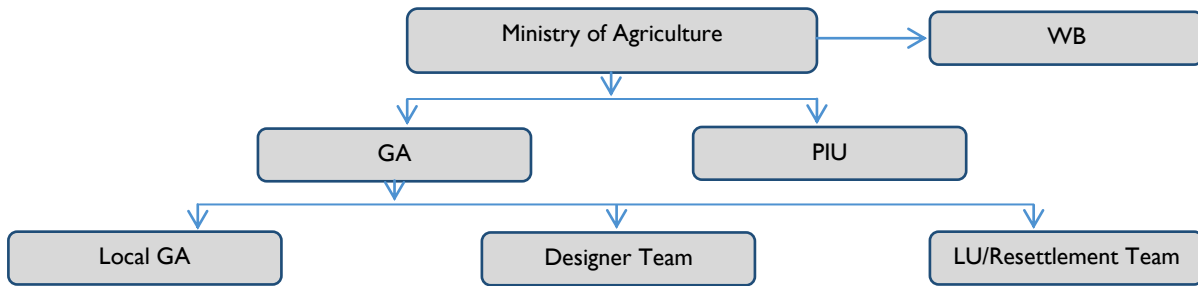 Ministry of Agriculture
WB
GA
PIU
Local GA
Designer Team
LU/Resettlement Team